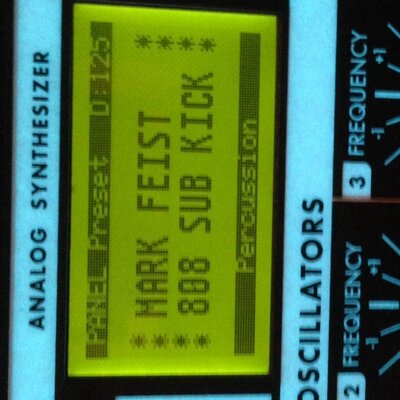 ANALOG SYNTHESIZER
PANEL Preset U:125
* MARK FEIST *
* 808 SUB KICK *
Percussion
OSCILLATORS
2 FREQUENCY
-1 +1
3 FREQUENCY
-1 +1